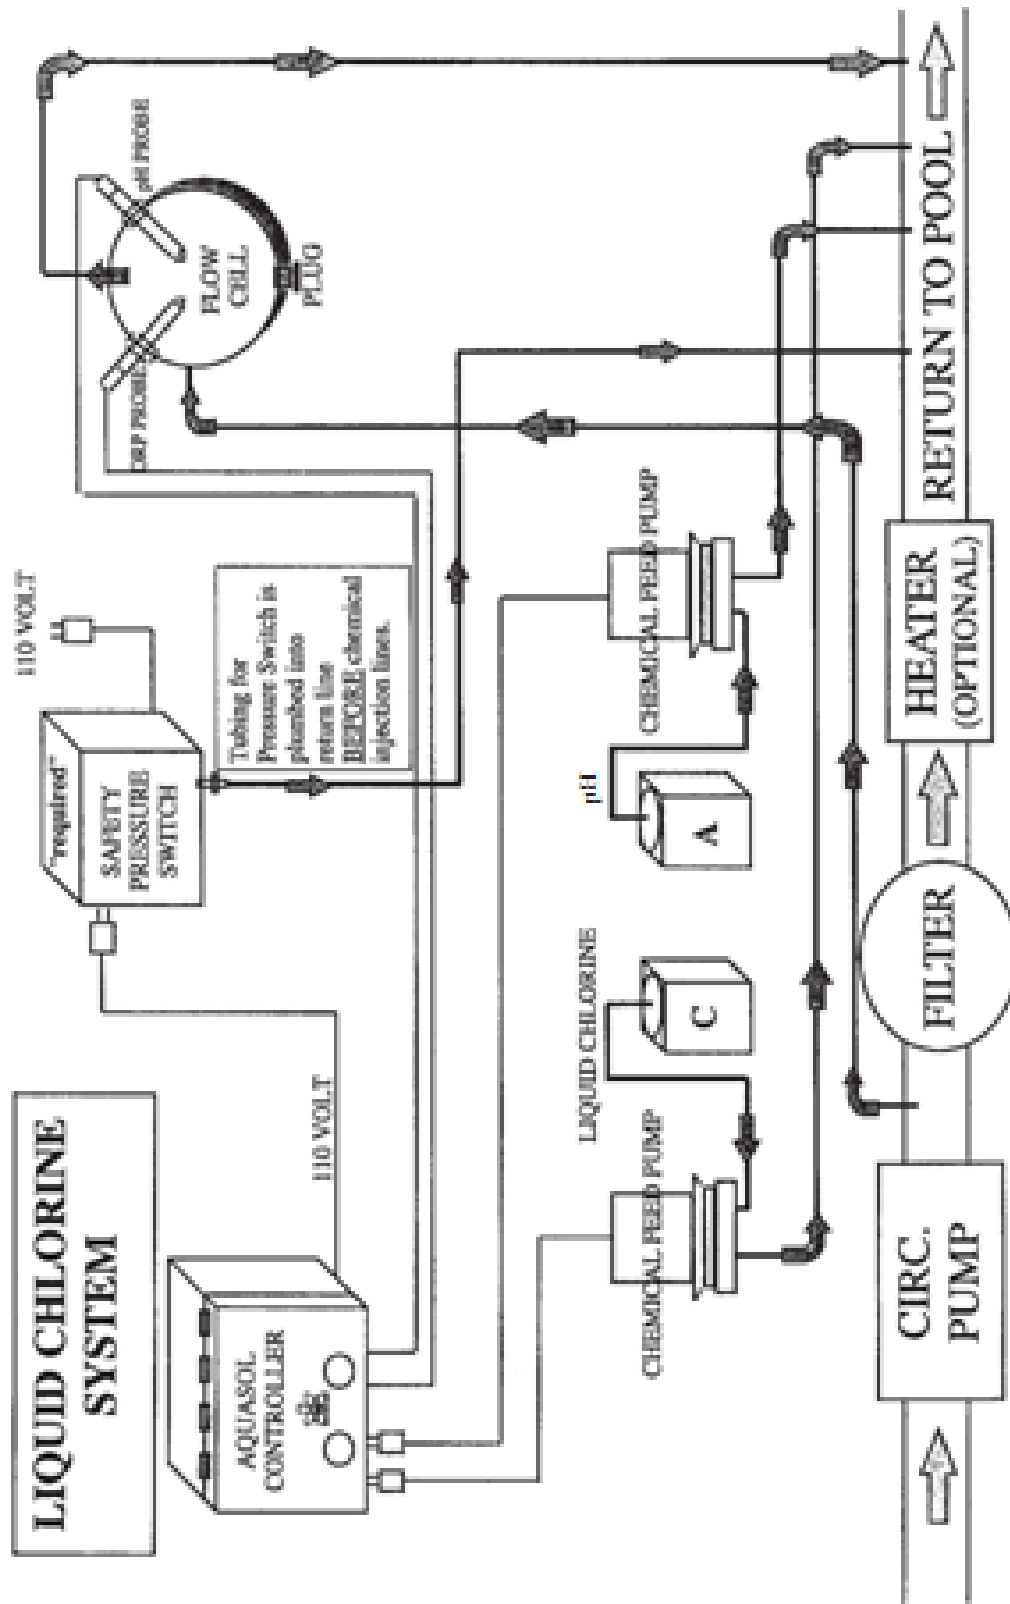 LIQUID CHLORINE
SYSTEM
AQUASOL
CONTROLLER
110 VOLT
"required"
SAFETY
PRESSURE
SWITCH
110 VOLT
Tubing for
Pressure Switch is
plumbed into
return line
BEFORE chemical
injection lines.
ORP PROBE
pH PROBE
FLOW
CELL
PLUG
CHEMICAL FEED PUMP
LIQUID CHLORINE
C
pH
A
CHEMICAL FEED PUMP
CIRC.
PUMP
FILTER
HEATER
(OPTIONAL)
RETURN TO POOL